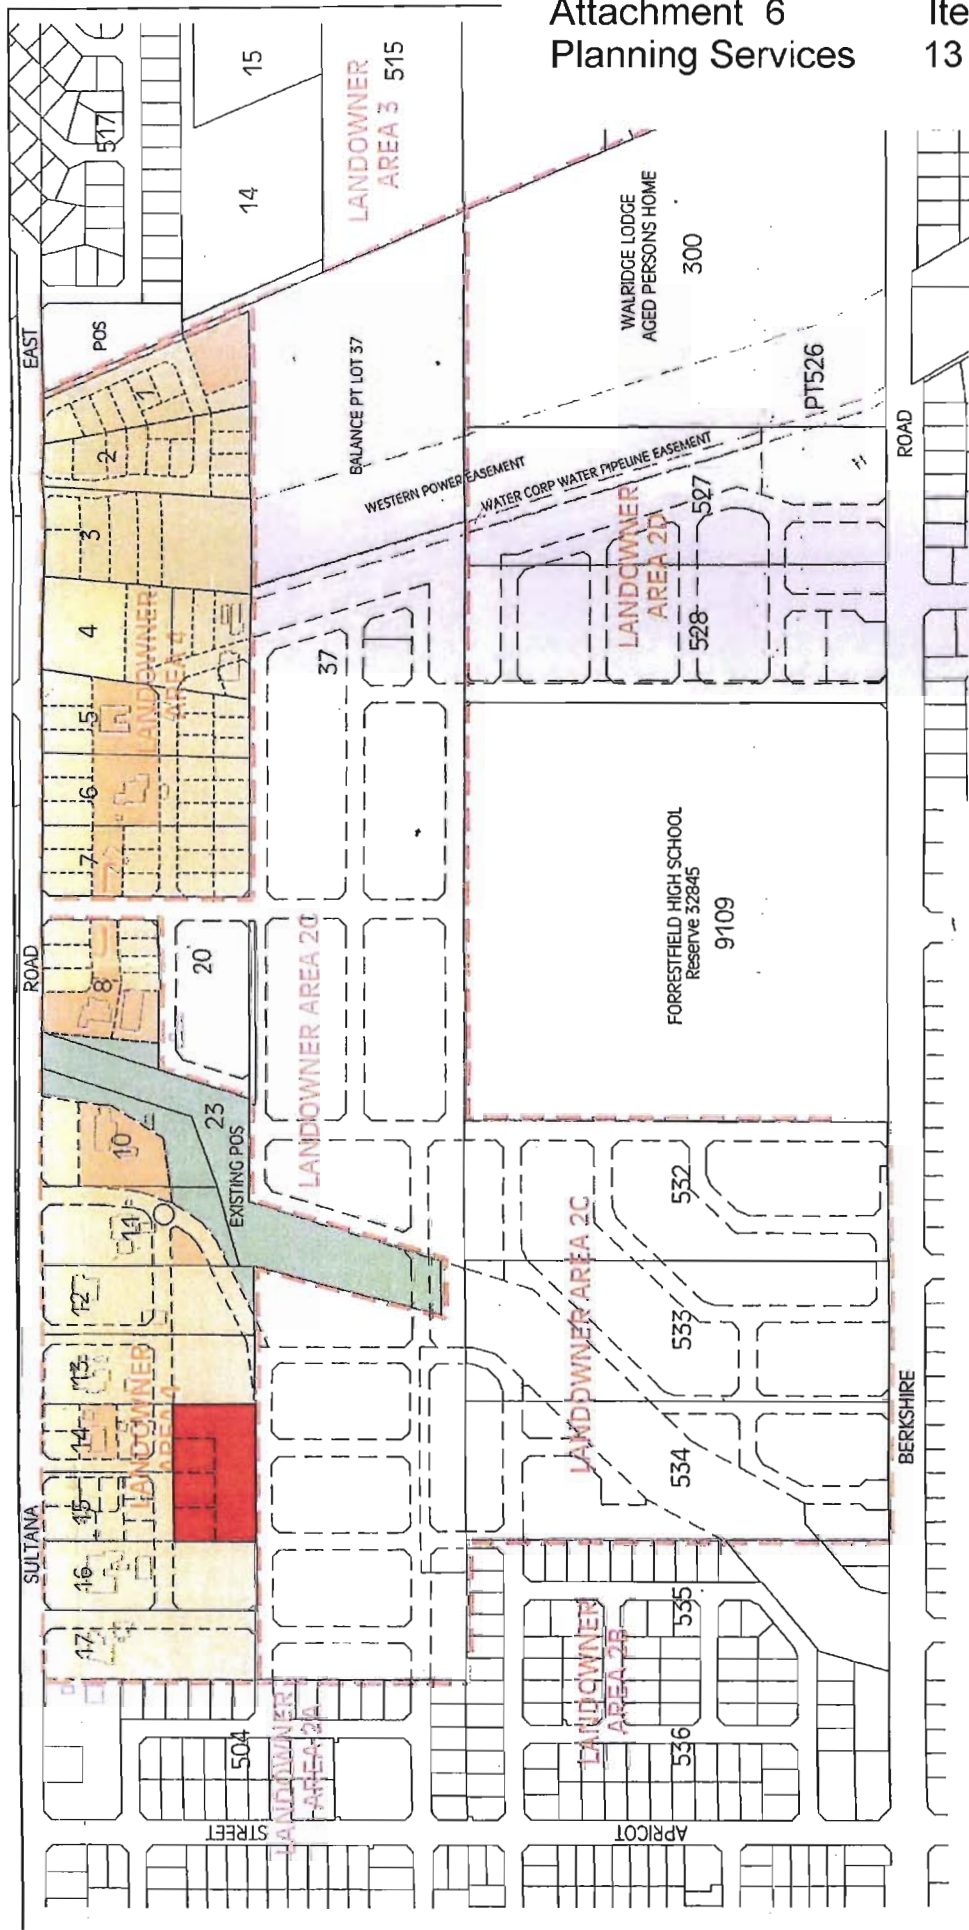 Attachment 6
Planning Services
Ite
13
SULTANA
ROAD
EAST
POS
517
15
14
515
LANDOWNER
AREA 3
1
2
3
4
5
6
7
8
10
11
12
13
14
15
16
17
LANDOWNER
AREA 4
LANDOWNER
AREA 4
20
23
EXISTING POS
37
BALANCE PT LOT 37
WESTERN POWER EASEMENT
WATER CORP WATER PIPELINE EASEMENT
WALRIDGE LODGE
AGED PERSONS HOME
300
PT526
527
528
LANDOWNER
AREA 2D
LANDOWNER AREA 2C
FORRESTFIELD HIGH SCHOOL
Reserve 32845
9109
LANDOWNER AREA 2C
532
533
534
535
536
LANDOWNER
AREA 2B
504
LANDOWNER
AREA 2A
STREET
APRICOT
BERKSHIRE
ROAD